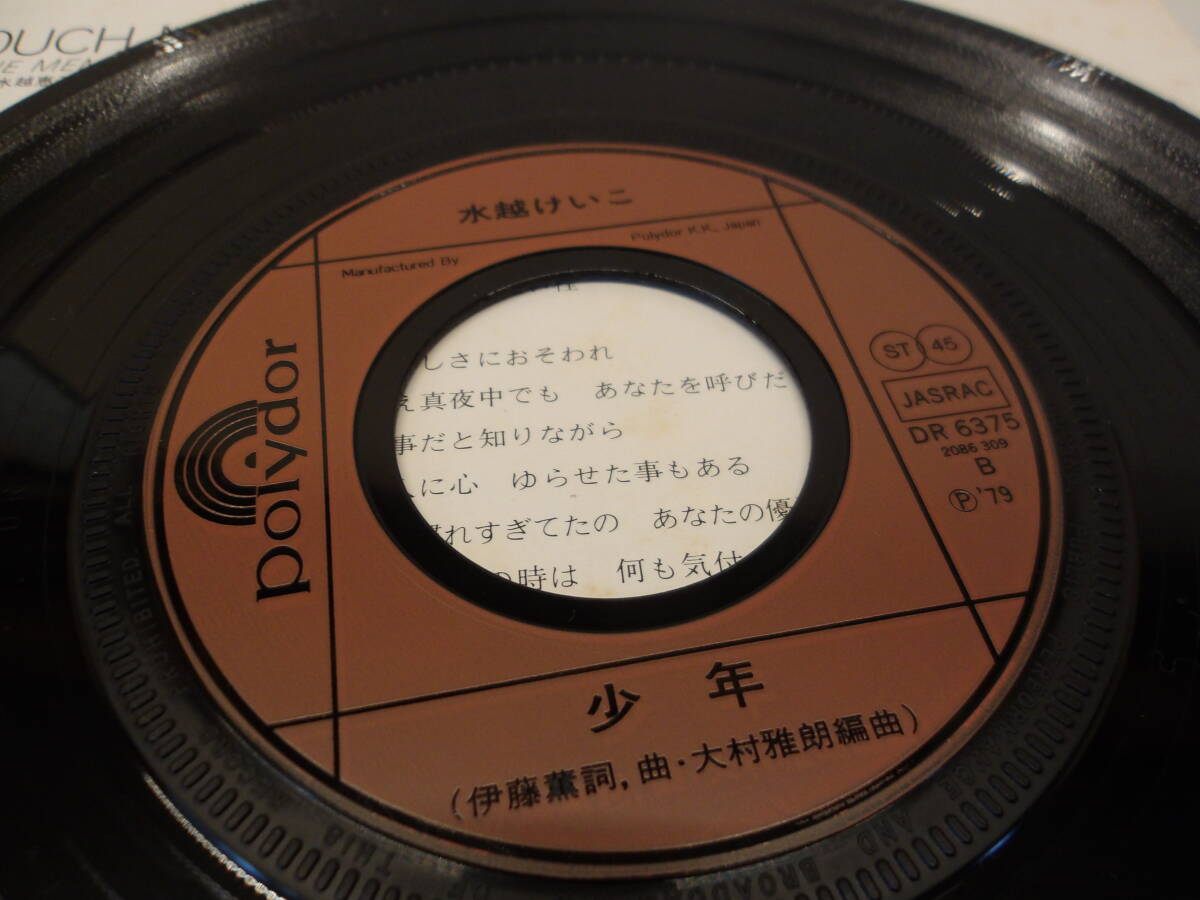 OUCH
水越け
水越けいこ
Manufactured By Polydor K.K., Japan
polydor
ST 45
JASRAC
DR 6375
2086 309
B
Ⓟ'79
しさにおそわれ
真夜中でも あなたを呼びだ
事だと知りながら
に心 ゆらせた事もある
れすぎてたの あなたの優
の時は 何も気付
少年
(伊藤薫詞,曲・大村雅朗編曲)